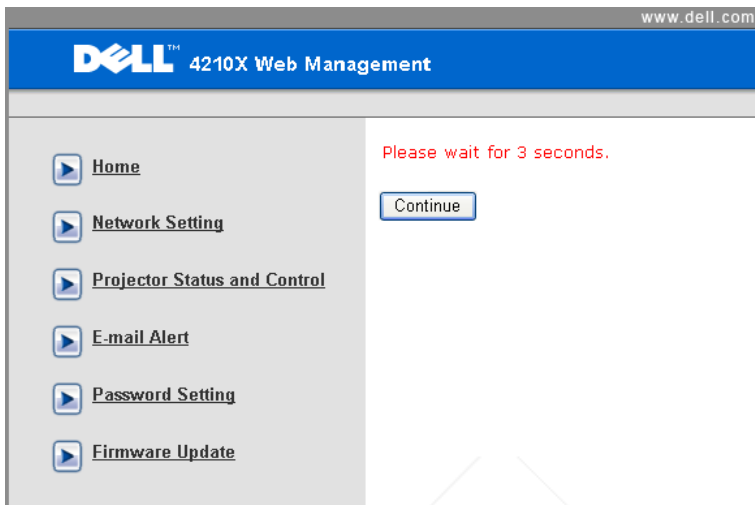 www.dell.com
DELL™ 4210X Web Management
Home
Network Setting
Projector Status and Control
E-mail Alert
Password Setting
Firmware Update
Please wait for 3 seconds.
Continue